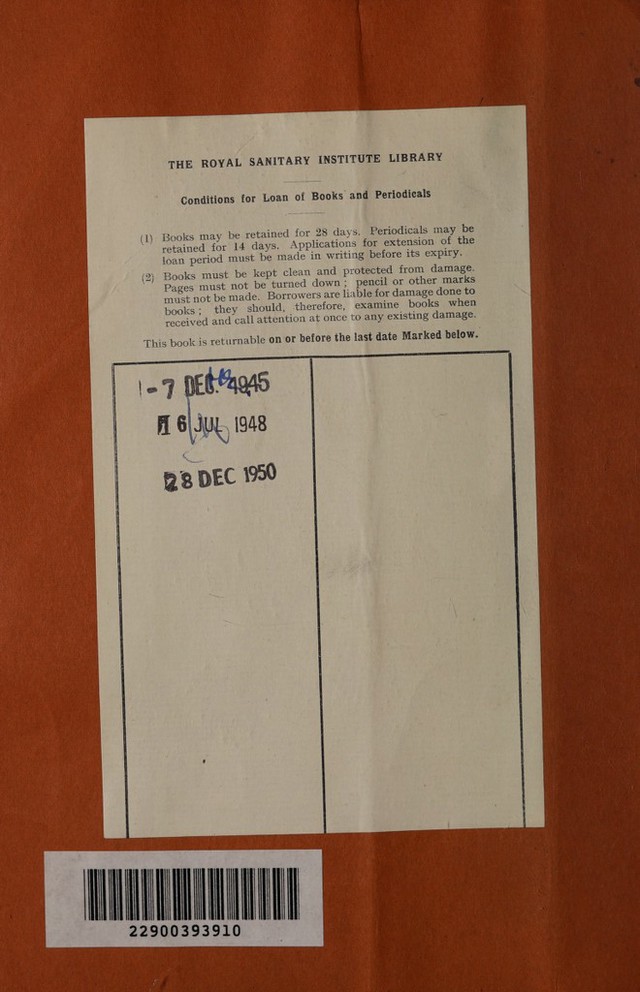 THE ROYAL SANITARY INSTITUTE LIBRARY
Conditions for Loan of Books and Periodicals
(1) Books may be retained for 28 days. Periodicals may be
retained for 14 days. Applications for extension of the
loan period must be made in writing before its expiry.
(2) Books must be kept clean and protected from damage.
Pages must not be turned down; pencil or other marks
must not be made. Borrowers are liable for damage done to
books; they should, therefore, examine books when
received and call attention at once to any existing damage.
This book is returnable on or before the last date Marked below.
-7 DEC. 1945
16 JUL 1948
28 DEC 1950
22900393910